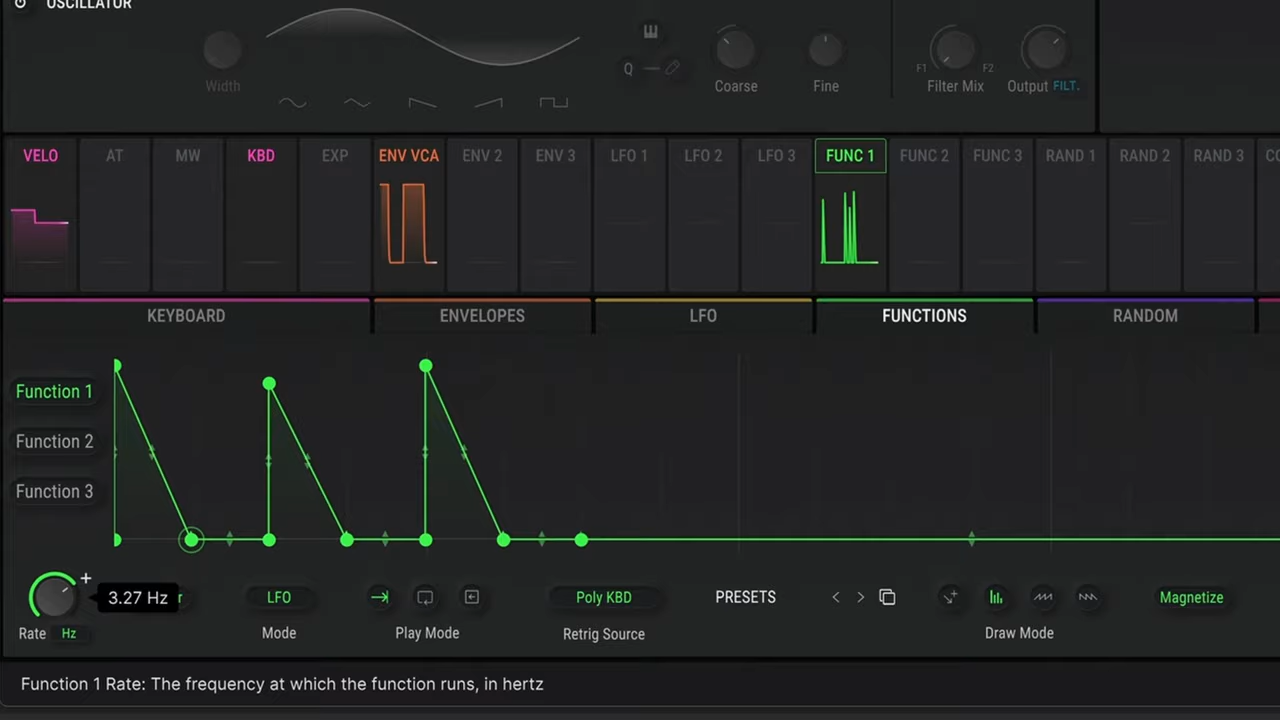 OSCILLATOR
Width
Q
Coarse
Fine
F1
F2
Filter Mix
Output FILT.
VELO AT MW KBD EXP ENV VCA ENV 2 ENV 3 LFO 1 LFO 2 LFO 3 FUNC 1 FUNC 2 FUNC 3 RAND 1 RAND 2 RAND 3
KEYBOARD ENVELOPES LFO FUNCTIONS RANDOM
Function 1
Function 2
Function 3
3.27 Hz
LFO
Poly KBD
PRESETS
Magnetize
Rate Hz
Mode
Play Mode
Retrig Source
Draw Mode
Function 1 Rate: The frequency at which the function runs, in hertz